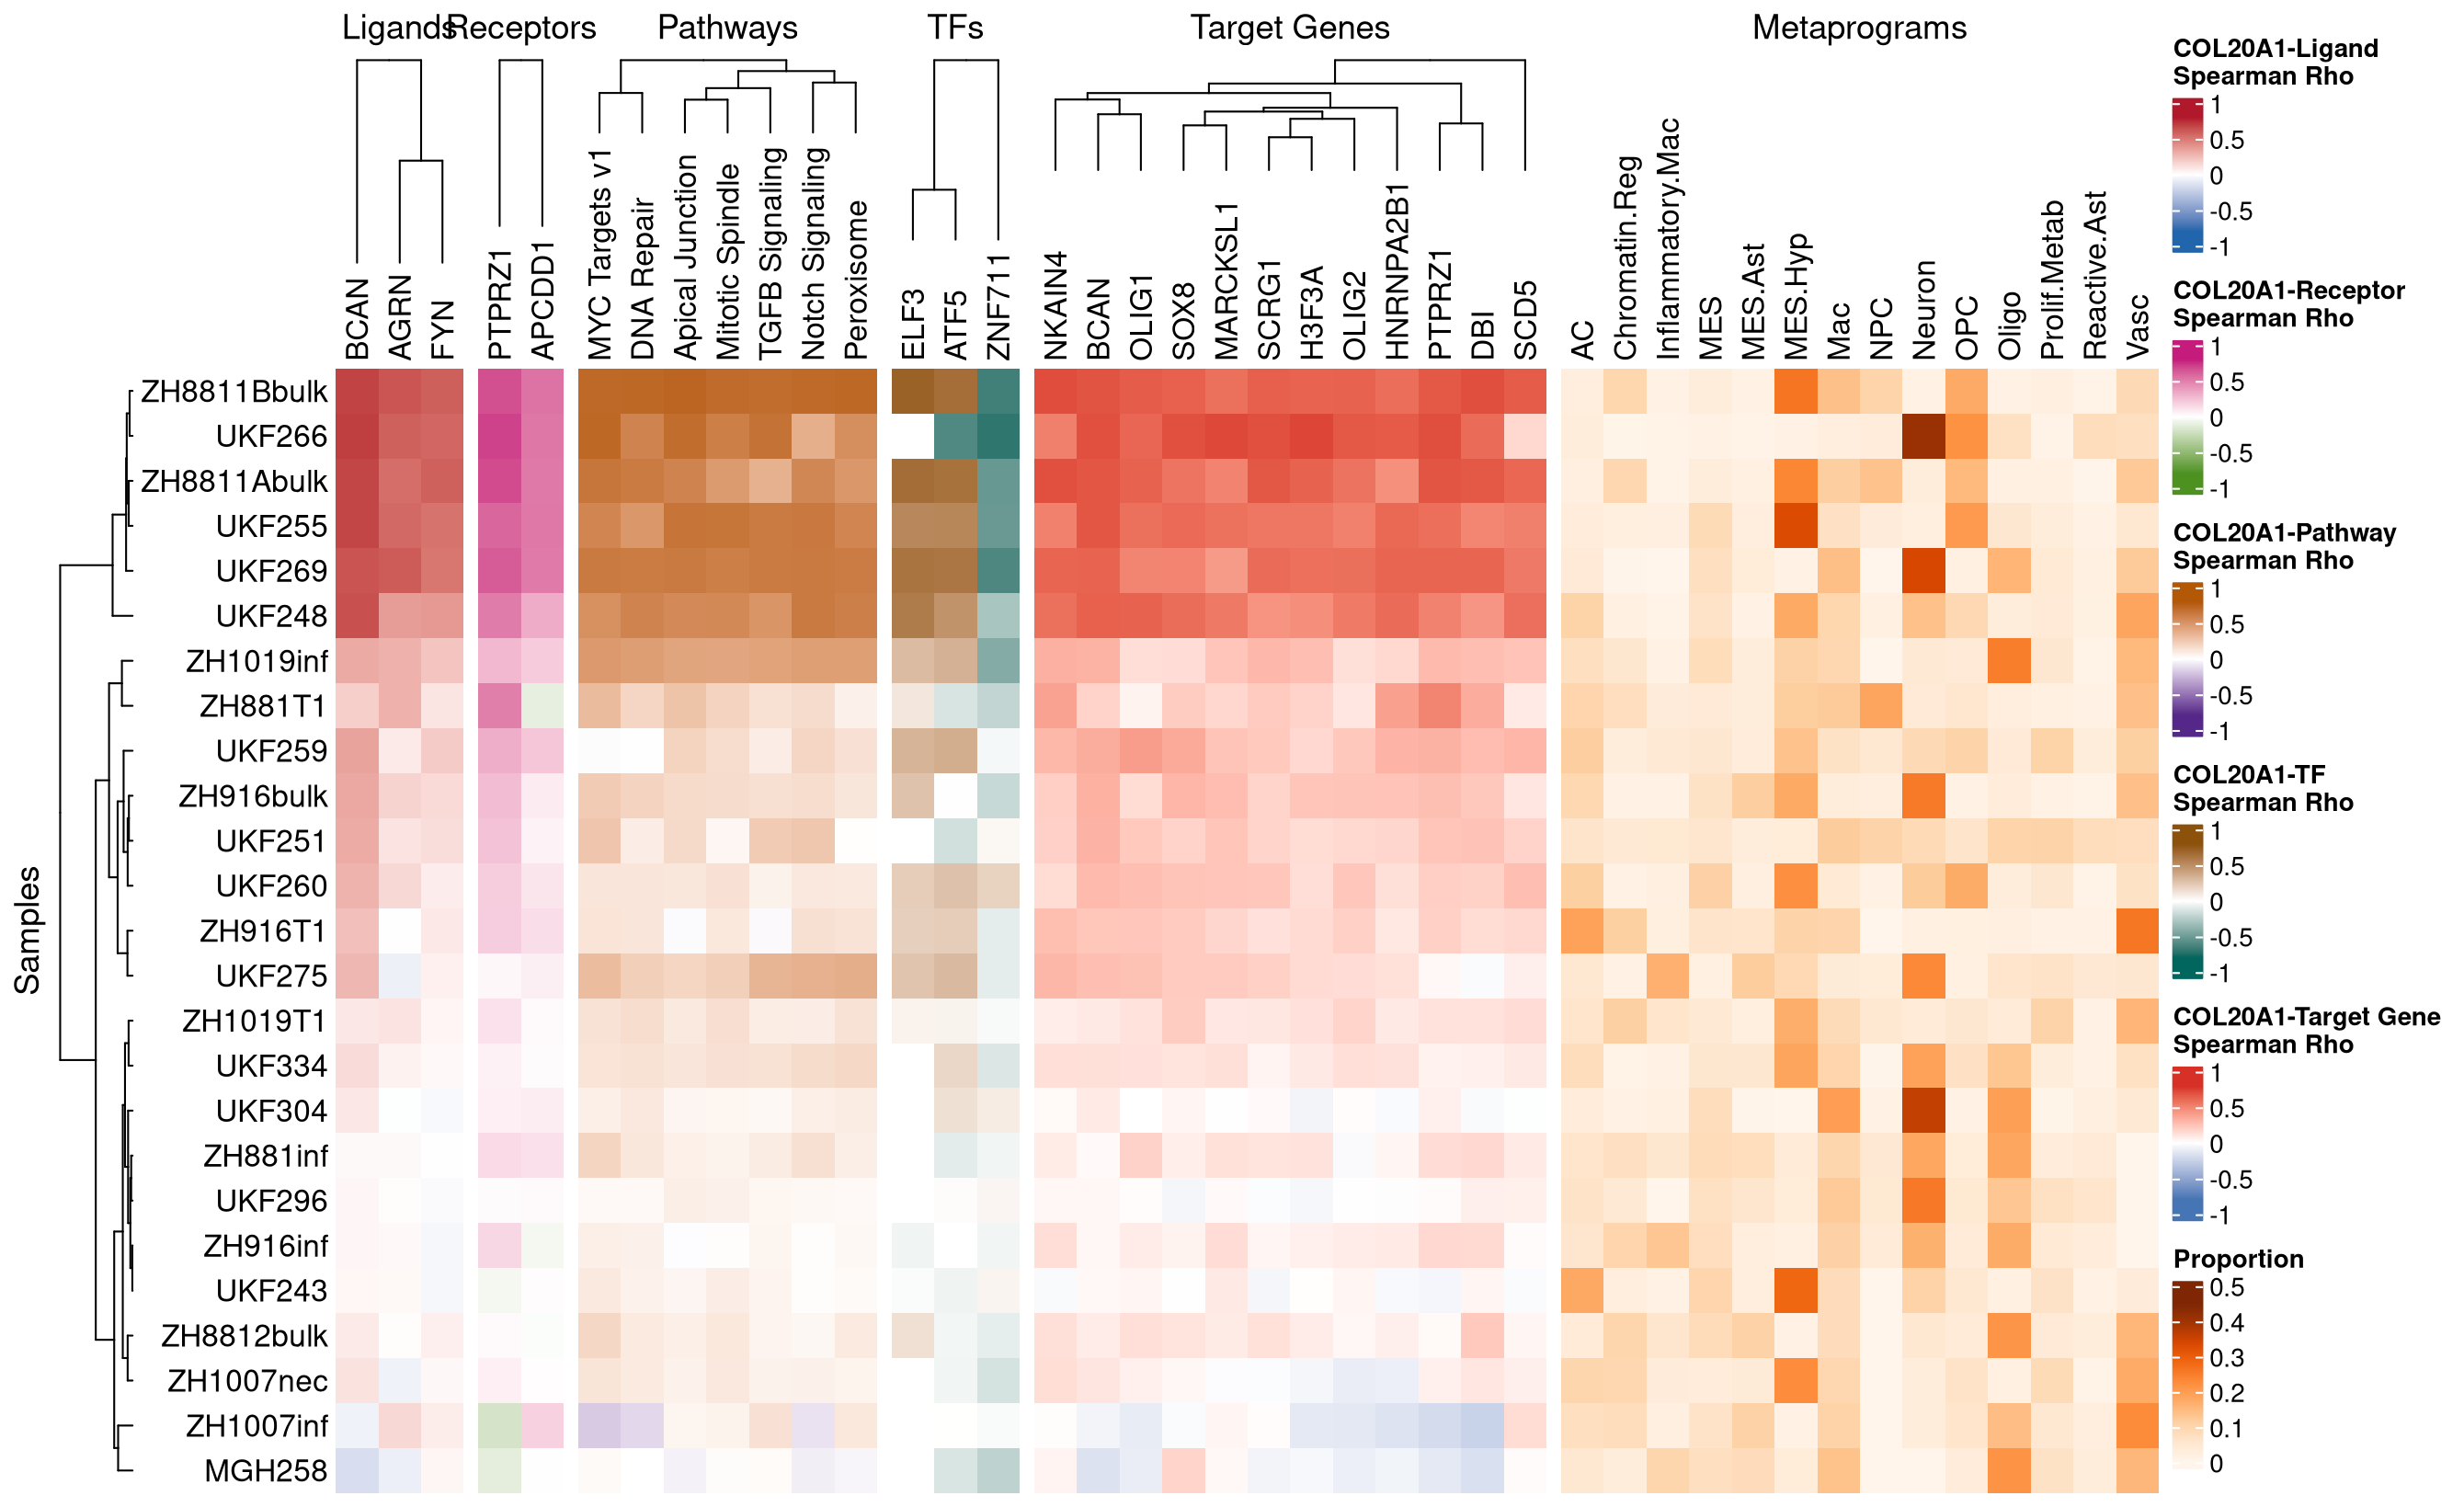 Ligands Receptors Pathways TFs Target Genes Metaprograms
BCAN AGRN FYN PTPRZ1 APCDD1 MYC Targets v1 DNA Repair Apical Junction Mitotic Spindle TGFB Signaling Notch Signaling Peroxisome ELF3 ATF5 ZNF711 NKAIN4 BCAN OLIG1 SOX8 MARCKSL1 SCRG1 H3F3A OLIG2 HNRNPA2B1 PTPRZ1 DBI SCD5 AC Chromatin.Reg Inflammatory.Mac MES MES.Ast MES.Hyp Mac NPC Neuron OPC Oligo Prolif.Metab Reactive.Ast Vasc
Samples
ZH8811Bbulk
UKF266
ZH8811Abulk
UKF255
UKF269
UKF248
ZH1019inf
ZH881T1
UKF259
ZH916bulk
UKF251
UKF260
ZH916T1
UKF275
ZH1019T1
UKF334
UKF304
ZH881inf
UKF296
ZH916inf
UKF243
ZH8812bulk
ZH1007nec
ZH1007inf
MGH258
COL20A1-Ligand
Spearman Rho
1
0.5
0
-0.5
-1
COL20A1-Receptor
Spearman Rho
1
0.5
0
-0.5
-1
COL20A1-Pathway
Spearman Rho
1
0.5
0
-0.5
-1
COL20A1-TF
Spearman Rho
1
0.5
0
-0.5
-1
COL20A1-Target Gene
Spearman Rho
1
0.5
0
-0.5
-1
Proportion
0.5
0.4
0.3
0.2
0.1
0